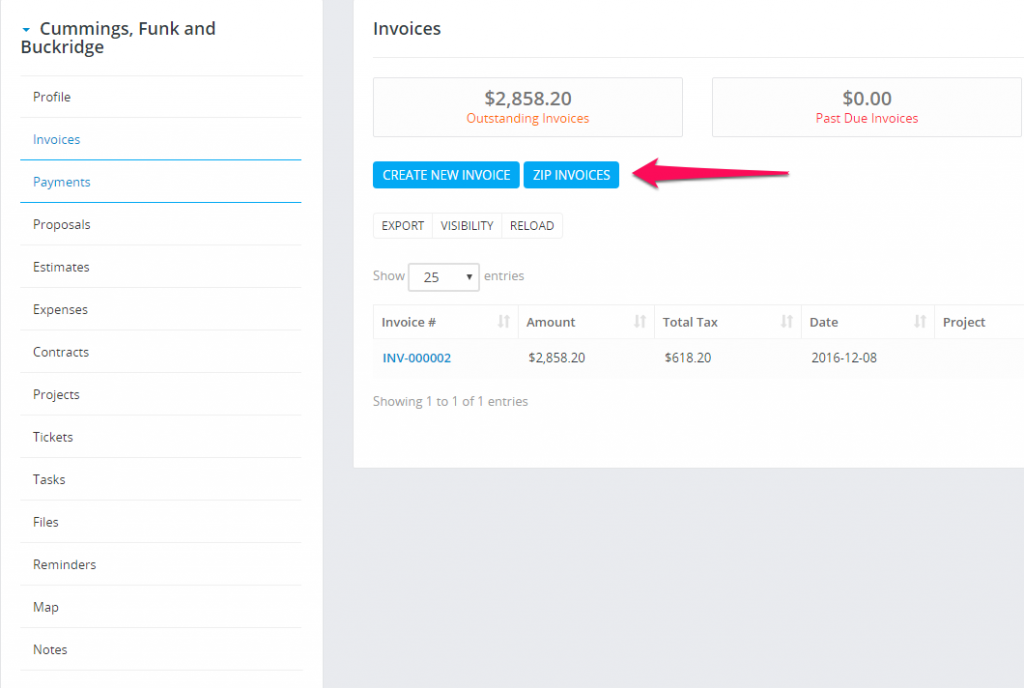 Cummings, Funk and
Buckridge
Profile
Invoices
Payments
Proposals
Estimates
Expenses
Contracts
Projects
Tickets
Tasks
Files
Reminders
Map
Notes
Invoices
$2,858.20
Outstanding Invoices
$0.00
Past Due Invoices
CREATE NEW INVOICE ZIP INVOICES
EXPORT VISIBILITY RELOAD
Show 25 entries
Invoice # Amount Total Tax Date Project
INV-000002 $2,858.20 $618.20 2016-12-08
Showing 1 to 1 of 1 entries